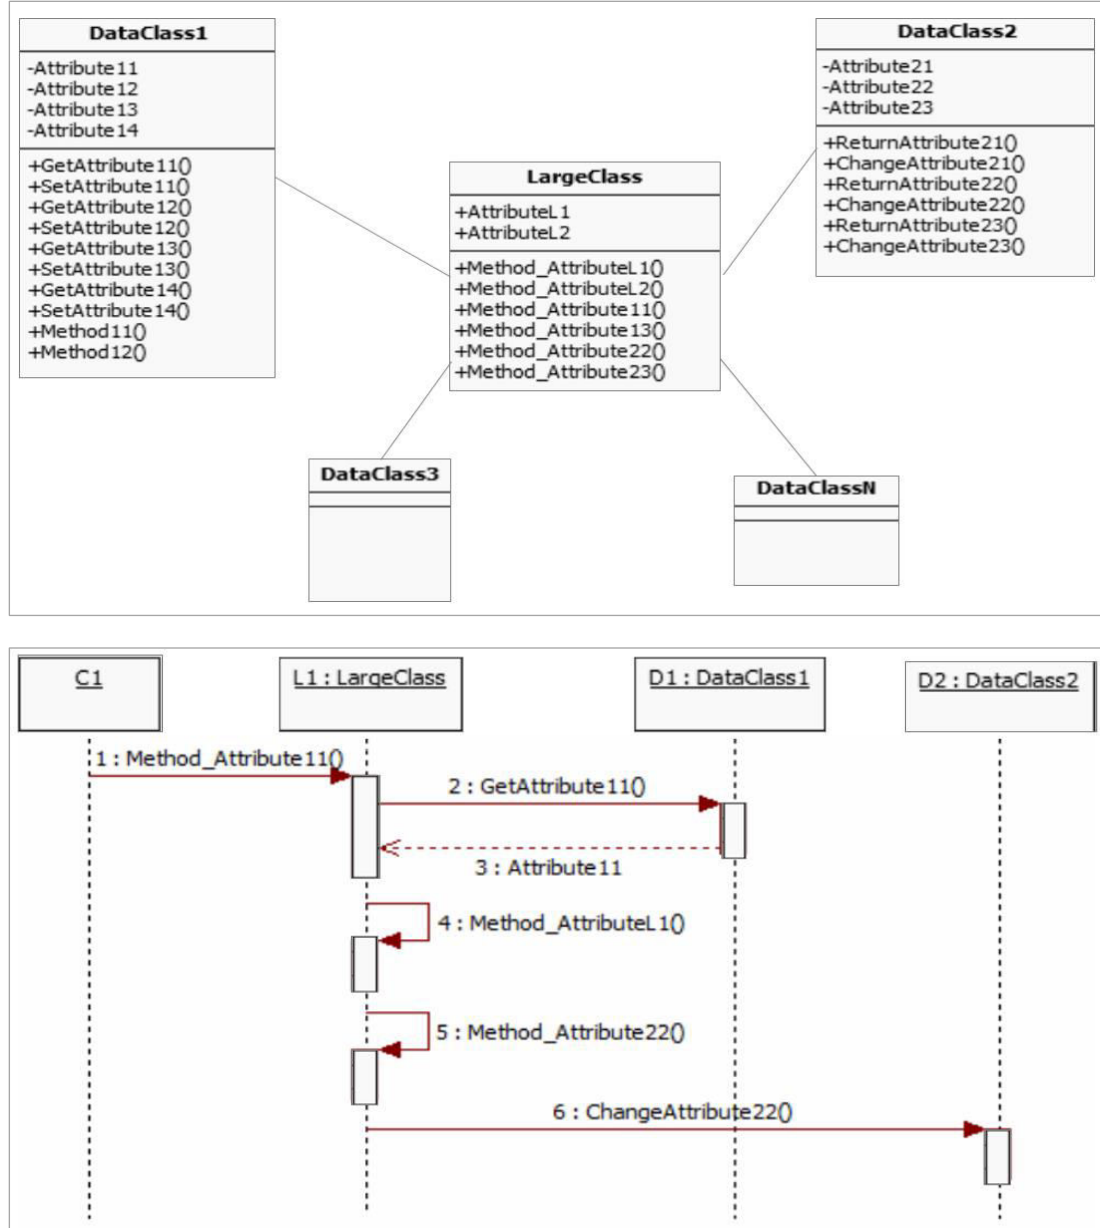 DataClass1
-Attribute11
-Attribute12
-Attribute13
-Attribute14
+GetAttribute11()
+SetAttribute11()
+GetAttribute12()
+SetAttribute12()
+GetAttribute13()
+SetAttribute13()
+GetAttribute14()
+SetAttribute14()
+Method11()
+Method12()
DataClass2
-Attribute21
-Attribute22
-Attribute23
+ReturnAttribute21()
+ChangeAttribute21()
+ReturnAttribute22()
+ChangeAttribute22()
+ReturnAttribute23()
+ChangeAttribute23()
LargeClass
+AttributeL1
+AttributeL2
+Method_AttributeL1()
+Method_AttributeL2()
+Method_Attribute11()
+Method_Attribute13()
+Method_Attribute22()
+Method_Attribute23()
DataClass3
DataClassN
C1
L1 : LargeClass
D1 : DataClass1
D2 : DataClass2
1 : Method_Attribute11()
2 : GetAttribute11()
3 : Attribute11
4 : Method_AttributeL1()
5 : Method_Attribute22()
6 : ChangeAttribute22()